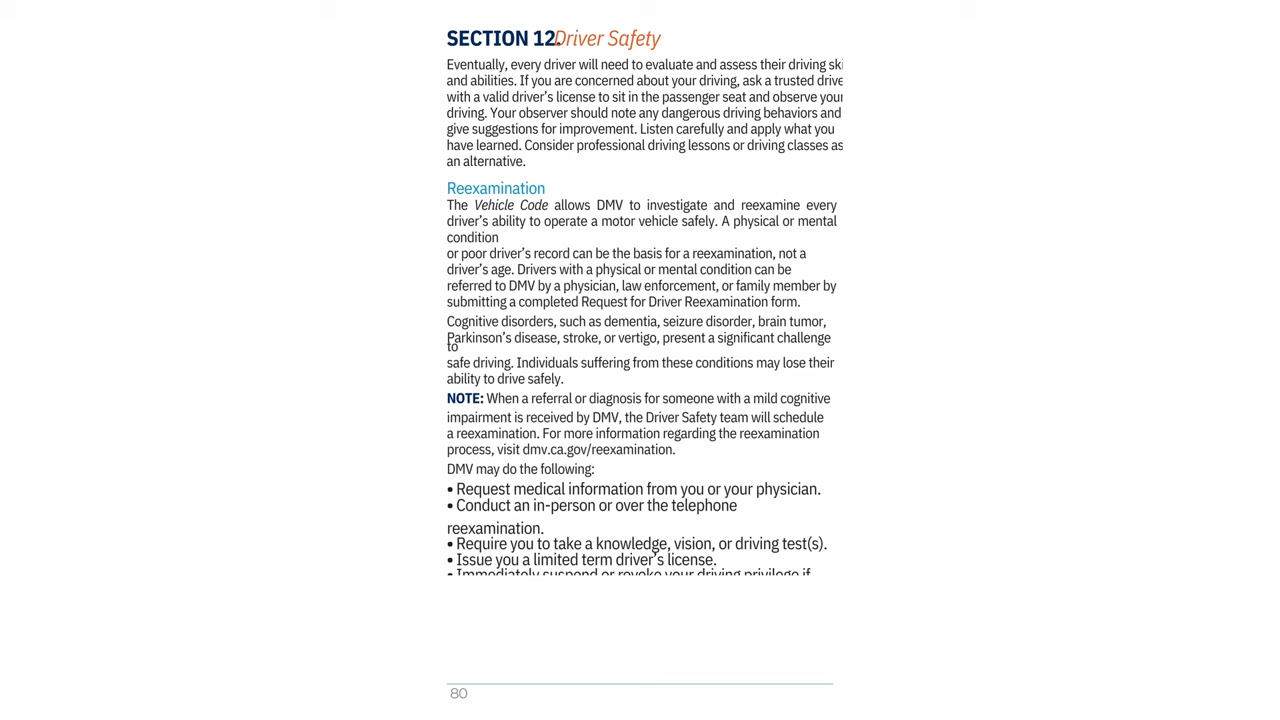 SECTION 12. Driver Safety
Eventually, every driver will need to evaluate and assess their driving
and abilities. If you are concerned about your driving, ask a trusted
with a valid driver's license to sit in the passenger seat and observe your
driving. Your observer should note any dangerous driving behaviors and
give suggestions for improvement. Listen carefully and apply what you
have learned. Consider professional driving lessons or driving classes as
an alternative.
Reexamination
The Vehicle Code allows DMV to investigate and reexamine every
driver's ability to operate a motor vehicle safely. A physical or mental
condition
or poor driver's record can be the basis for a reexamination, not a
driver's age. Drivers with a physical or mental condition can be
referred to DMV by a physician, law enforcement, or family member by
submitting a completed Request for Driver Reexamination form.
Cognitive disorders, such as dementia, seizure disorder, brain tumor,
Parkinson's disease, stroke, or vertigo, present a significant challenge
to
safe driving. Individuals suffering from these conditions may lose their
ability to drive safely.
NOTE: When a referral or diagnosis for someone with a mild cognitive
impairment is received by DMV, the Driver Safety team will schedule
a reexamination. For more information regarding the reexamination
process, visit dmv.ca.gov/reexamination.
DMV may do the following:
• Request medical information from you or your physician.
• Conduct an in-person or over the telephone
reexamination.
• Require you to take a knowledge, vision, or driving test(s).
• Issue you a limited term driver's license.
• Immediately suspend or revoke your driving privilege if
80